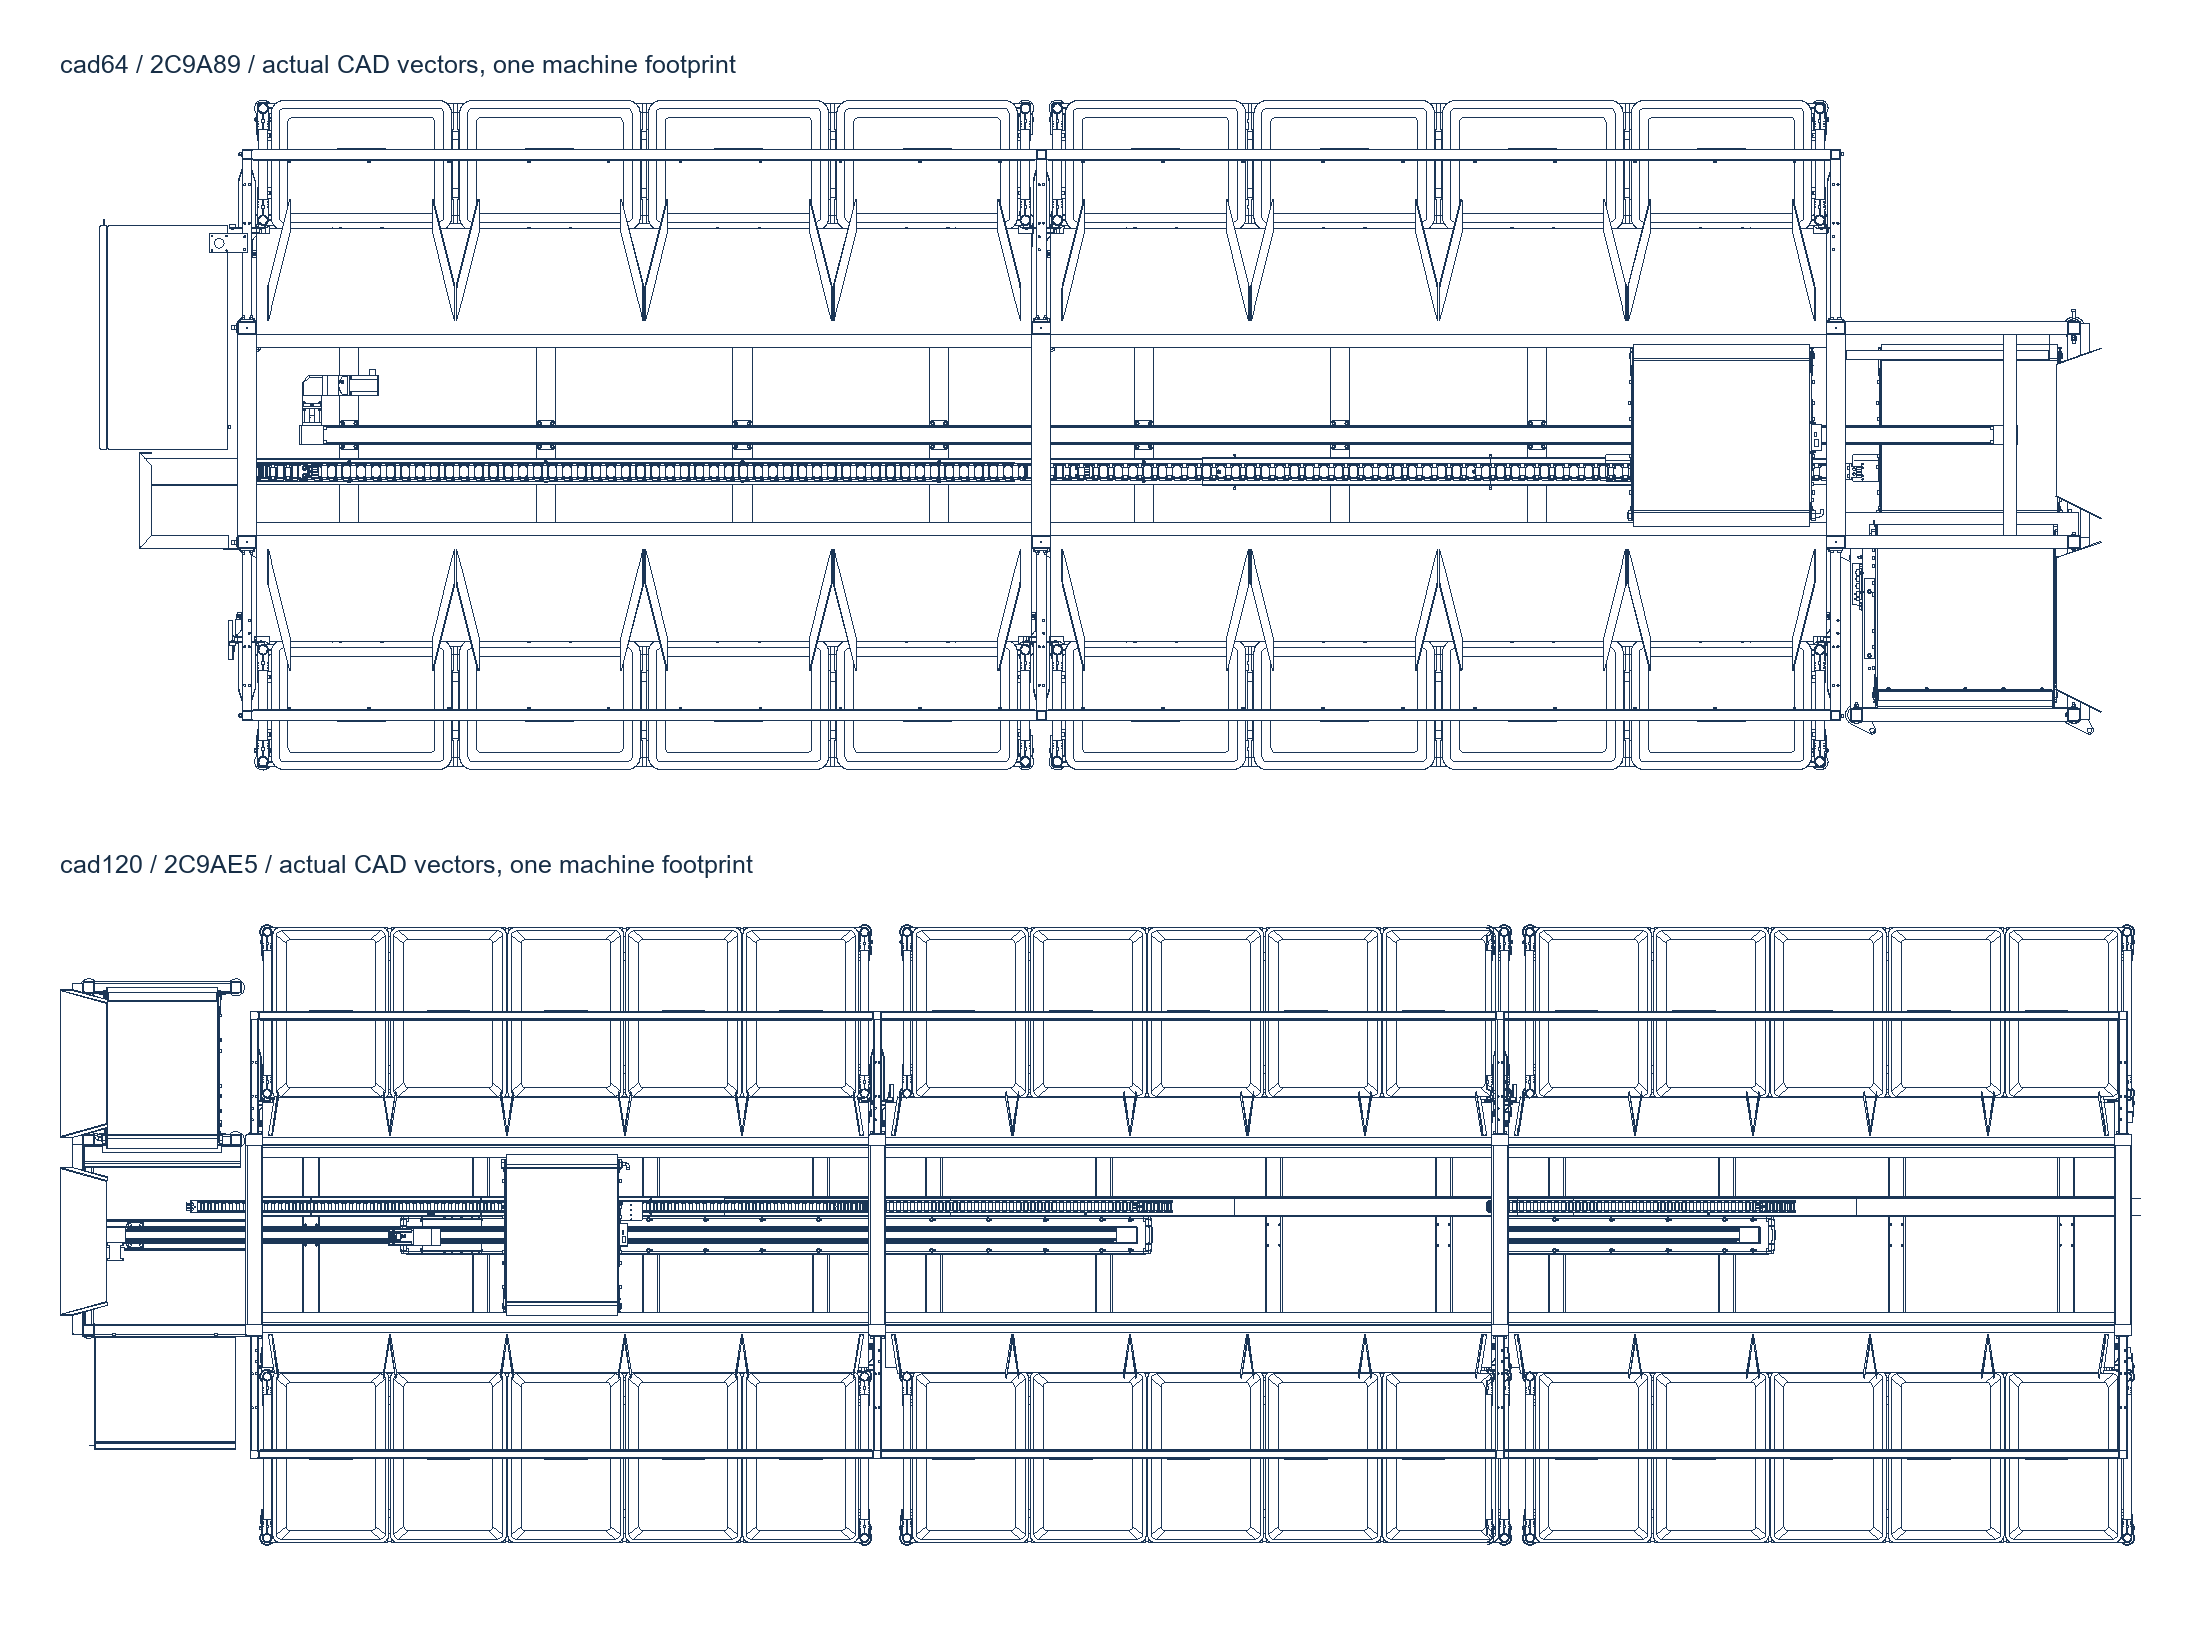 cad64 / 2C9A89 / actual CAD vectors, one machine footprint
cad120 / 2C9AE5 / actual CAD vectors, one machine footprint